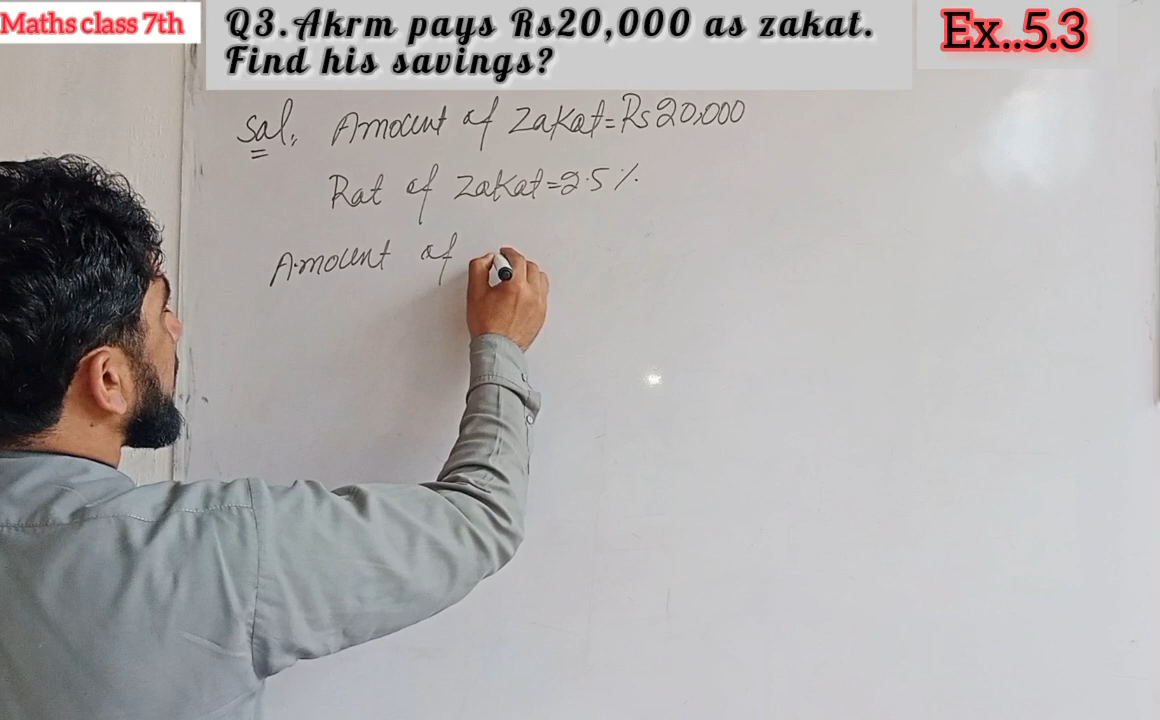 Maths class 7th
Q3.Akrm pays Rs20,000 as zakat.
Find his savings?
Ex..5.3
Sol: Amount of Zakat=Rs20,000
Rat of Zakat=2.5%
Amount of